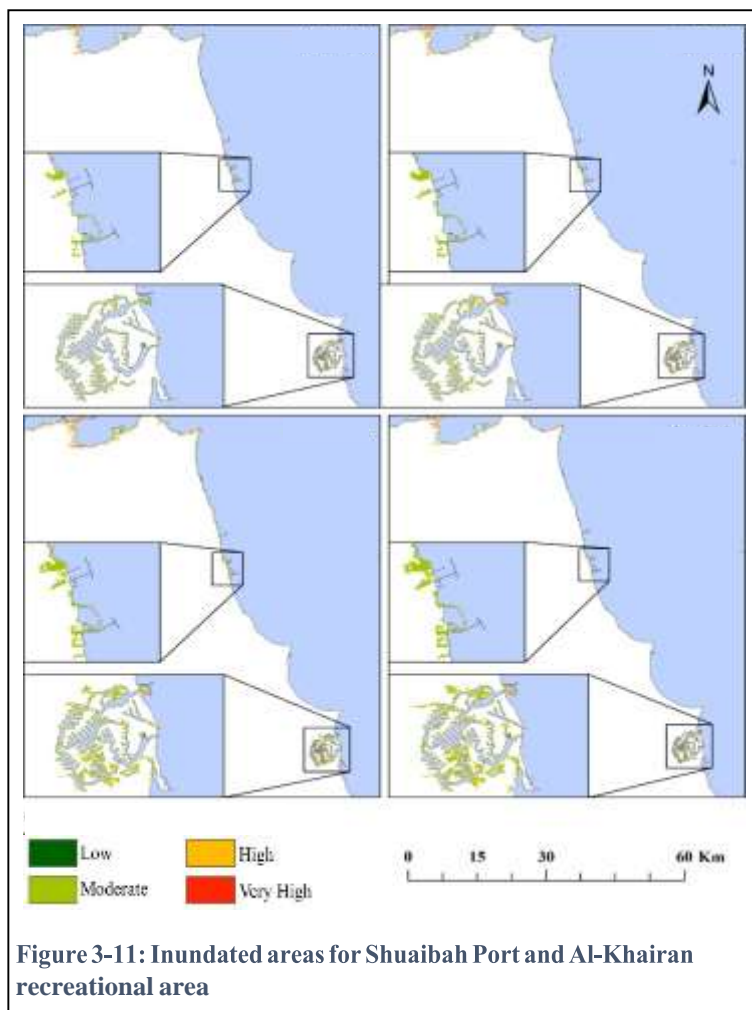 N
Low
High
Moderate
Very High
0 15 30 60 Km
Figure 3-11: Inundated areas for Shuaibah Port and Al-Khairan
recreational area